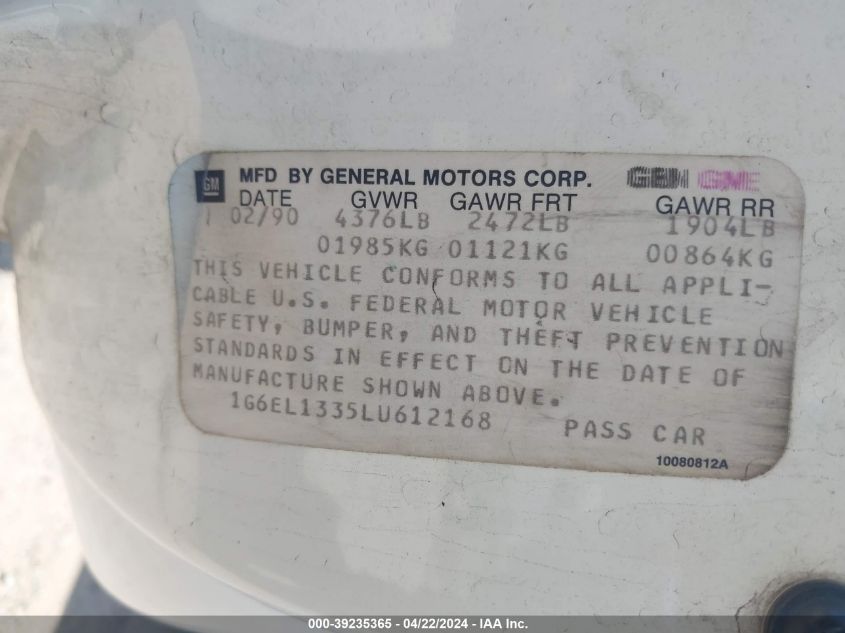 GM MFD BY GENERAL MOTORS CORP.
DATE GVWR GAWR FRT GAWR RR
02/90 4376LB 2472LB 1904LB
01985KG 01121KG 00864KG
THIS VEHICLE CONFORMS TO ALL APPLI-
CABLE U.S. FEDERAL MOTOR VEHICLE
SAFETY, BUMPER, AND THEFT PREVENTION
STANDARDS IN EFFECT ON THE DATE OF
MANUFACTURE SHOWN ABOVE.
1G6EL1335LU612168 PASS CAR
10080812A
000-39235365 - 04/22/2024 - IAA Inc.